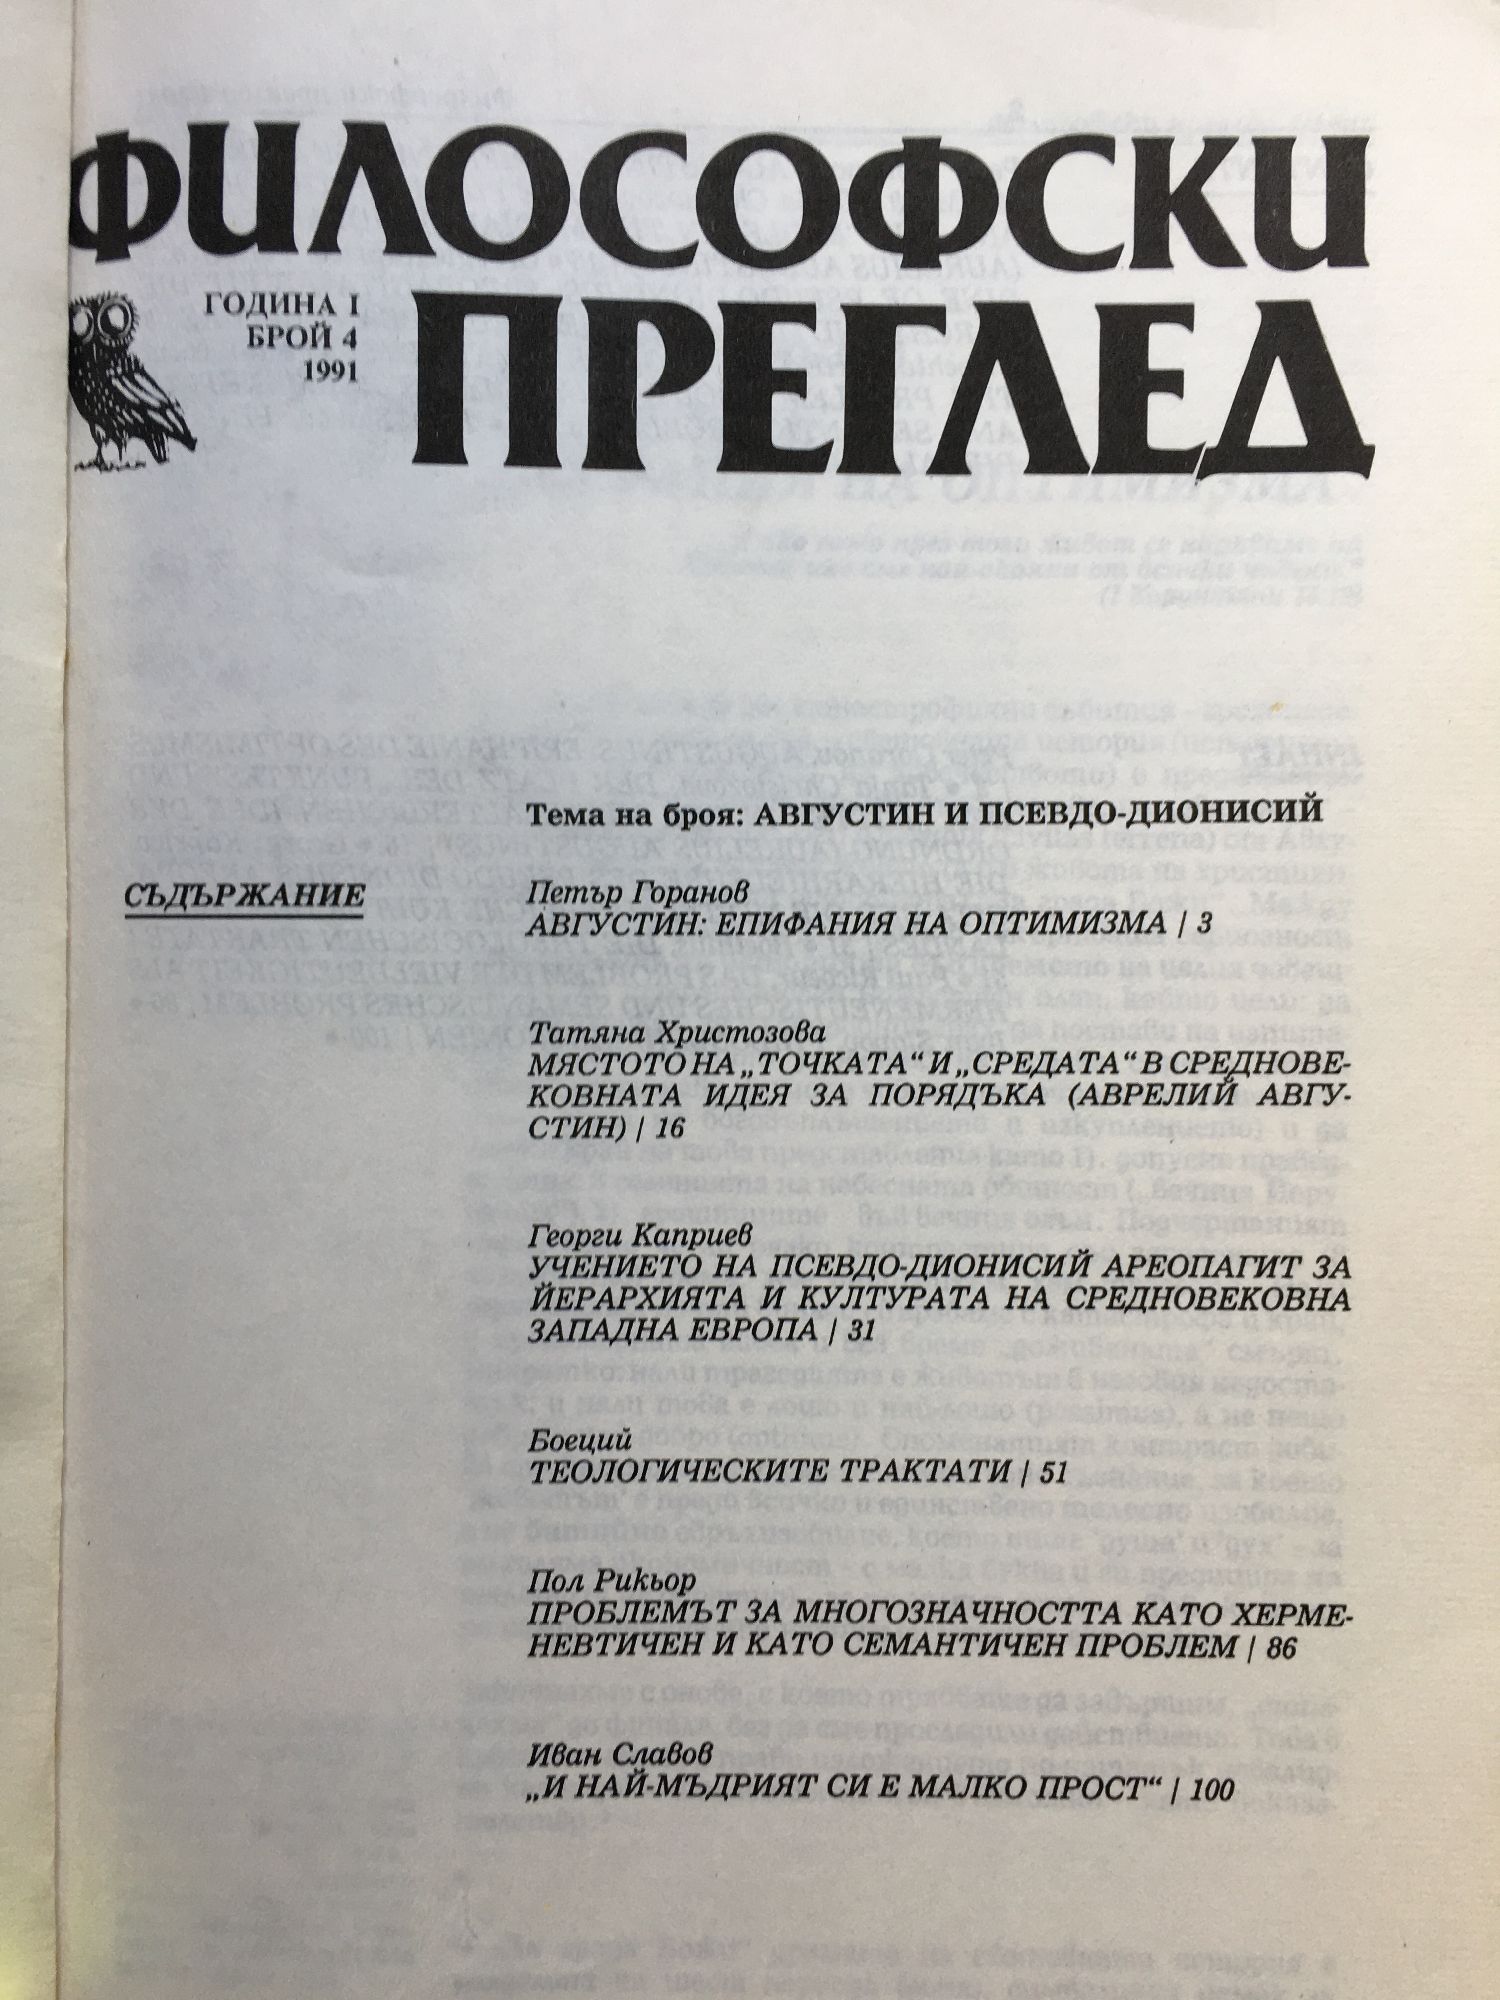 ФИЛОСОФСКИ
ПРЕГЛЕД
ГОДИНА I
БРОЙ 4
1991
Тема на броя: АВГУСТИН И ПСЕВДО-ДИОНИСИЙ
СЪДЪРЖАНИЕ
Петър Горанов
АВГУСТИН: ЕПИФАНИЯ НА ОПТИМИЗМА | 3
Татяна Христозова
МЯСТОТО НА „ТОЧКАТА“ И „СРЕДАТА“ В СРЕДНОВЕ-
КОВНАТА ИДЕЯ ЗА ПОРЯДЪКА (АВРЕЛИЙ АВГУ-
СТИН) | 16
Георги Каприев
УЧЕНИЕТО НА ПСЕВДО-ДИОНИСИЙ АРЕОПАГИТ ЗА
ЙЕРАРХИЯТА И КУЛТУРАТА НА СРЕДНОВЕКОВНА
ЗАПАДНА ЕВРОПА | 31
Боеций
ТЕОЛОГИЧЕСКИТЕ ТРАКТАТИ | 51
Пол Рикьор
ПРОБЛЕМЪТ ЗА МНОГОЗНАЧНОСТТА КАТО ХЕРМЕ-
НЕВТИЧЕН И КАТО СЕМАНТИЧЕН ПРОБЛЕМ | 86
Иван Славов
„И НАЙ-МЪДРИЯТ СИ Е МАЛКО ПРОСТ“ | 100